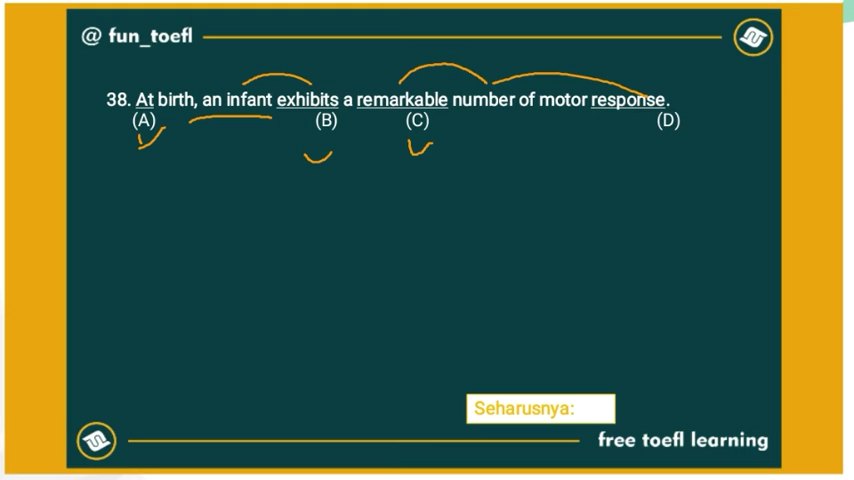 @ fun_toefl
38. At birth, an infant exhibits a remarkable number of motor response.
(A) (B) (C) (D)
Seharusnya:
free toefl learning